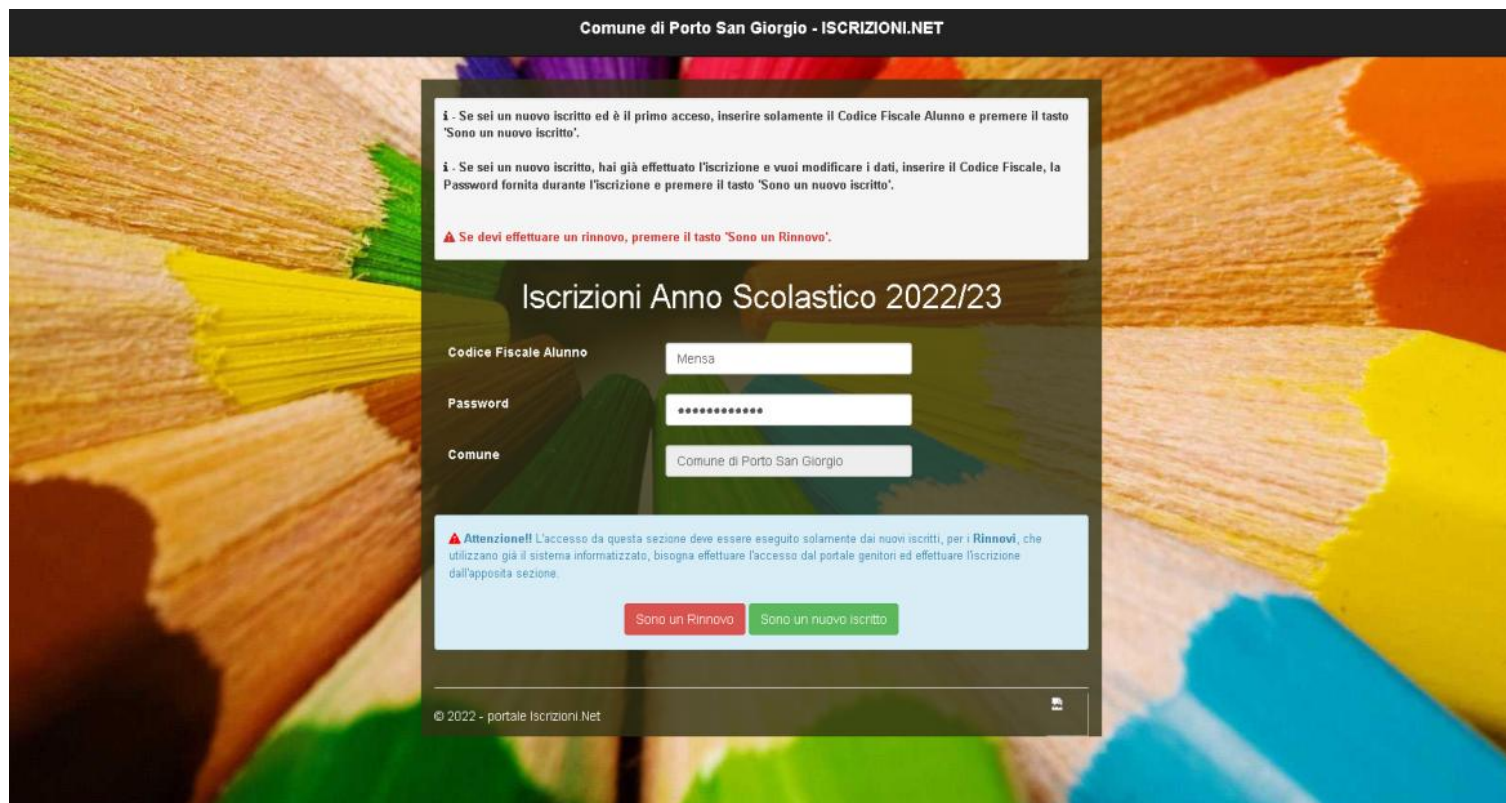 Comune di Porto San Giorgio - ISCRIZIONI.NET
i - Se sei un nuovo iscritto ed è il primo accesso, inserire solamente il Codice Fiscale Alunno e premere il tasto
'Sono un nuovo iscritto'.
i - Se sei un nuovo iscritto, hai già effettuato l'iscrizione e vuoi modificare i dati, inserire il Codice Fiscale, la
Password fornita durante l'iscrizione e premere il tasto 'Sono un nuovo iscritto'.
Se devi effettuare un rinnovo, premere il tasto 'Sono un Rinnovo'.
Iscrizioni Anno Scolastico 2022/23
Codice Fiscale Alunno
Mensa
Password
••••••••••••
Comune
Comune di Porto San Giorgio
Attenzione!! L'accesso da questa sezione deve essere eseguito solamente dai nuovi iscritti, per i Rinnovi, che
utilizzano già il sistema informatizzato, bisogna effettuare l'accesso dal portale genitori ed effettuare l'iscrizione
dall'apposita sezione.
Sono un Rinnovo
Sono un nuovo iscritto
© 2022 - portale Iscrizioni.Net